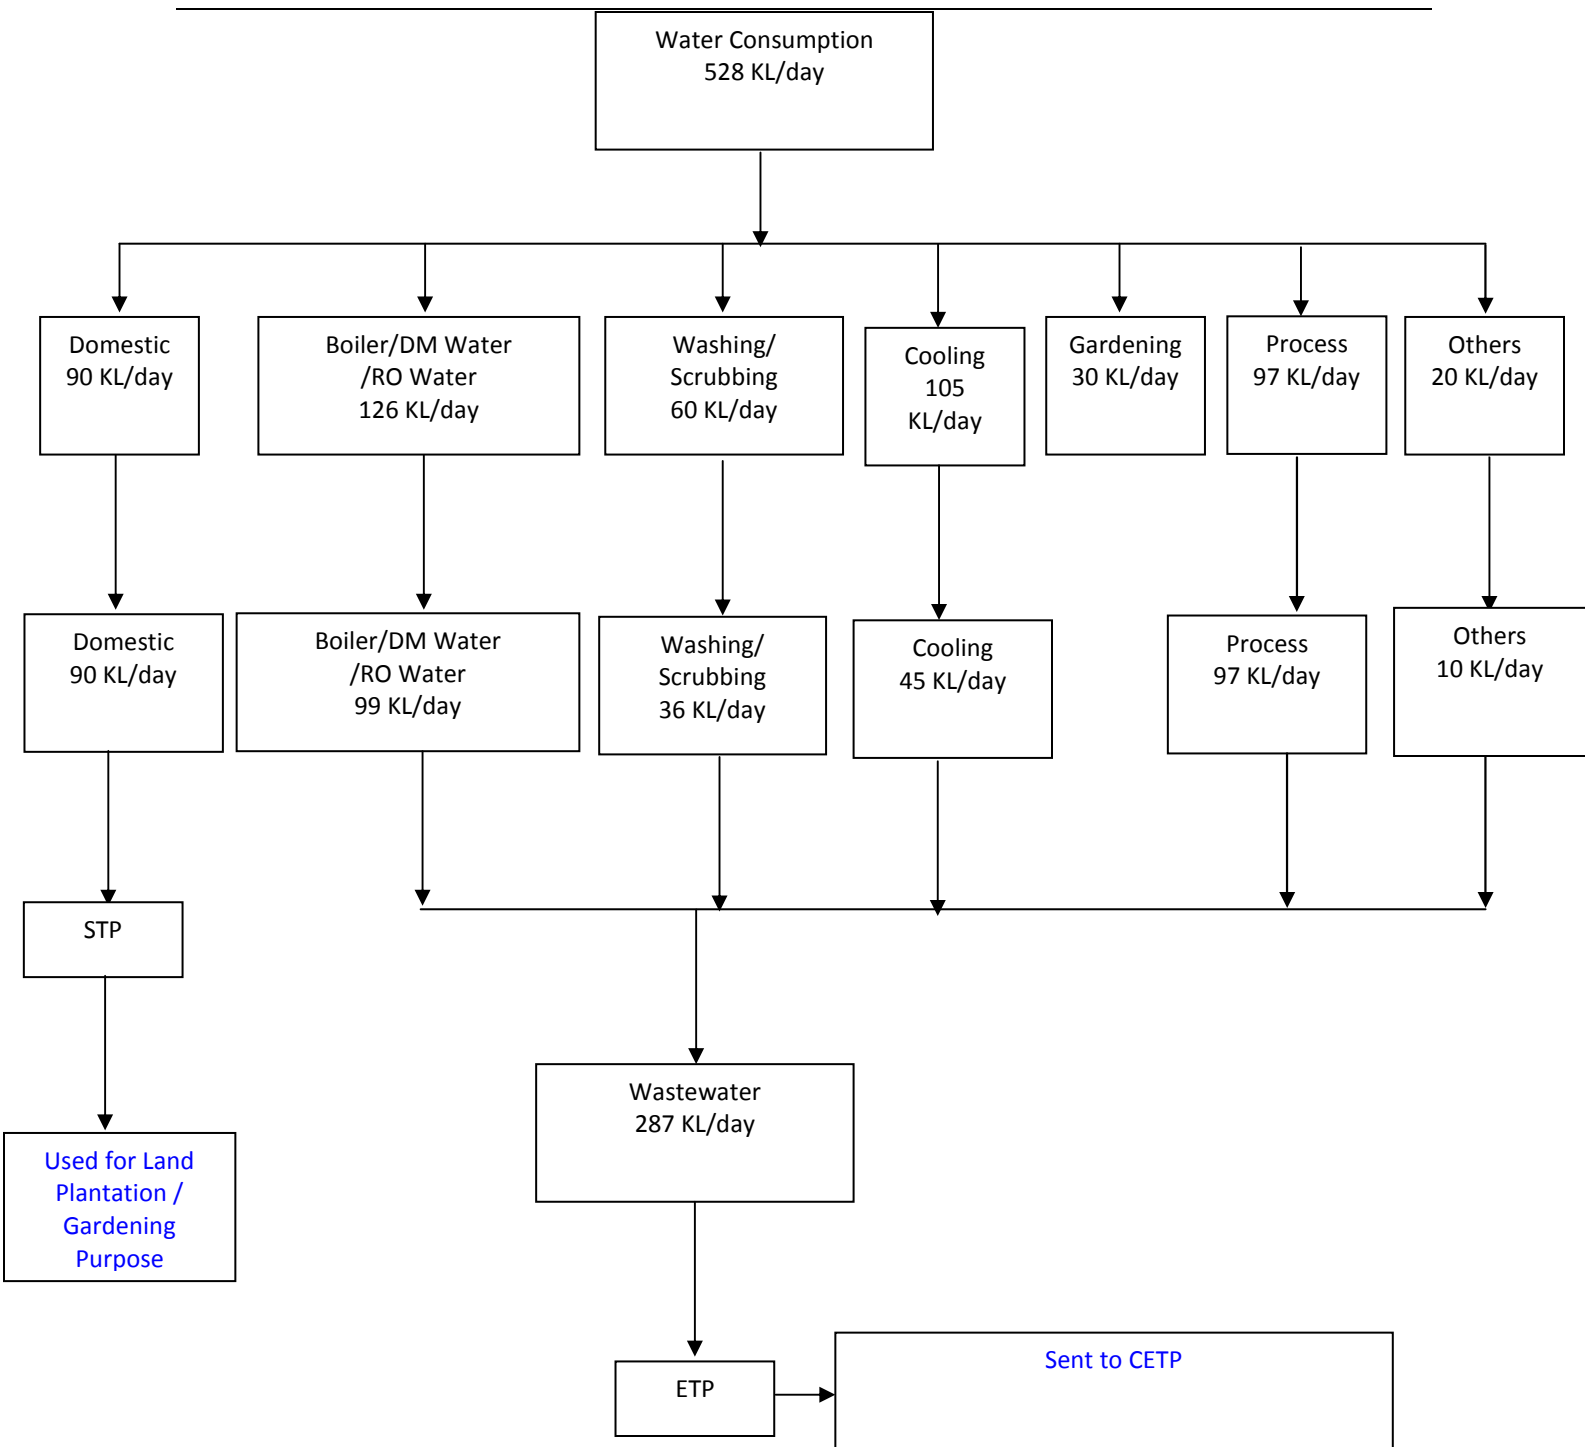 Water Consumption
528 KL/day
Domestic
90 KL/day
Boiler/DM Water
/RO Water
126 KL/day
Washing/
Scrubbing
60 KL/day
Cooling
105
KL/day
Gardening
30 KL/day
Process
97 KL/day
Others
20 KL/day
Domestic
90 KL/day
Boiler/DM Water
/RO Water
99 KL/day
Washing/
Scrubbing
36 KL/day
Cooling
45 KL/day
Process
97 KL/day
Others
10 KL/day
STP
Wastewater
287 KL/day
Used for Land
Plantation /
Gardening
Purpose
ETP
Sent to CETP